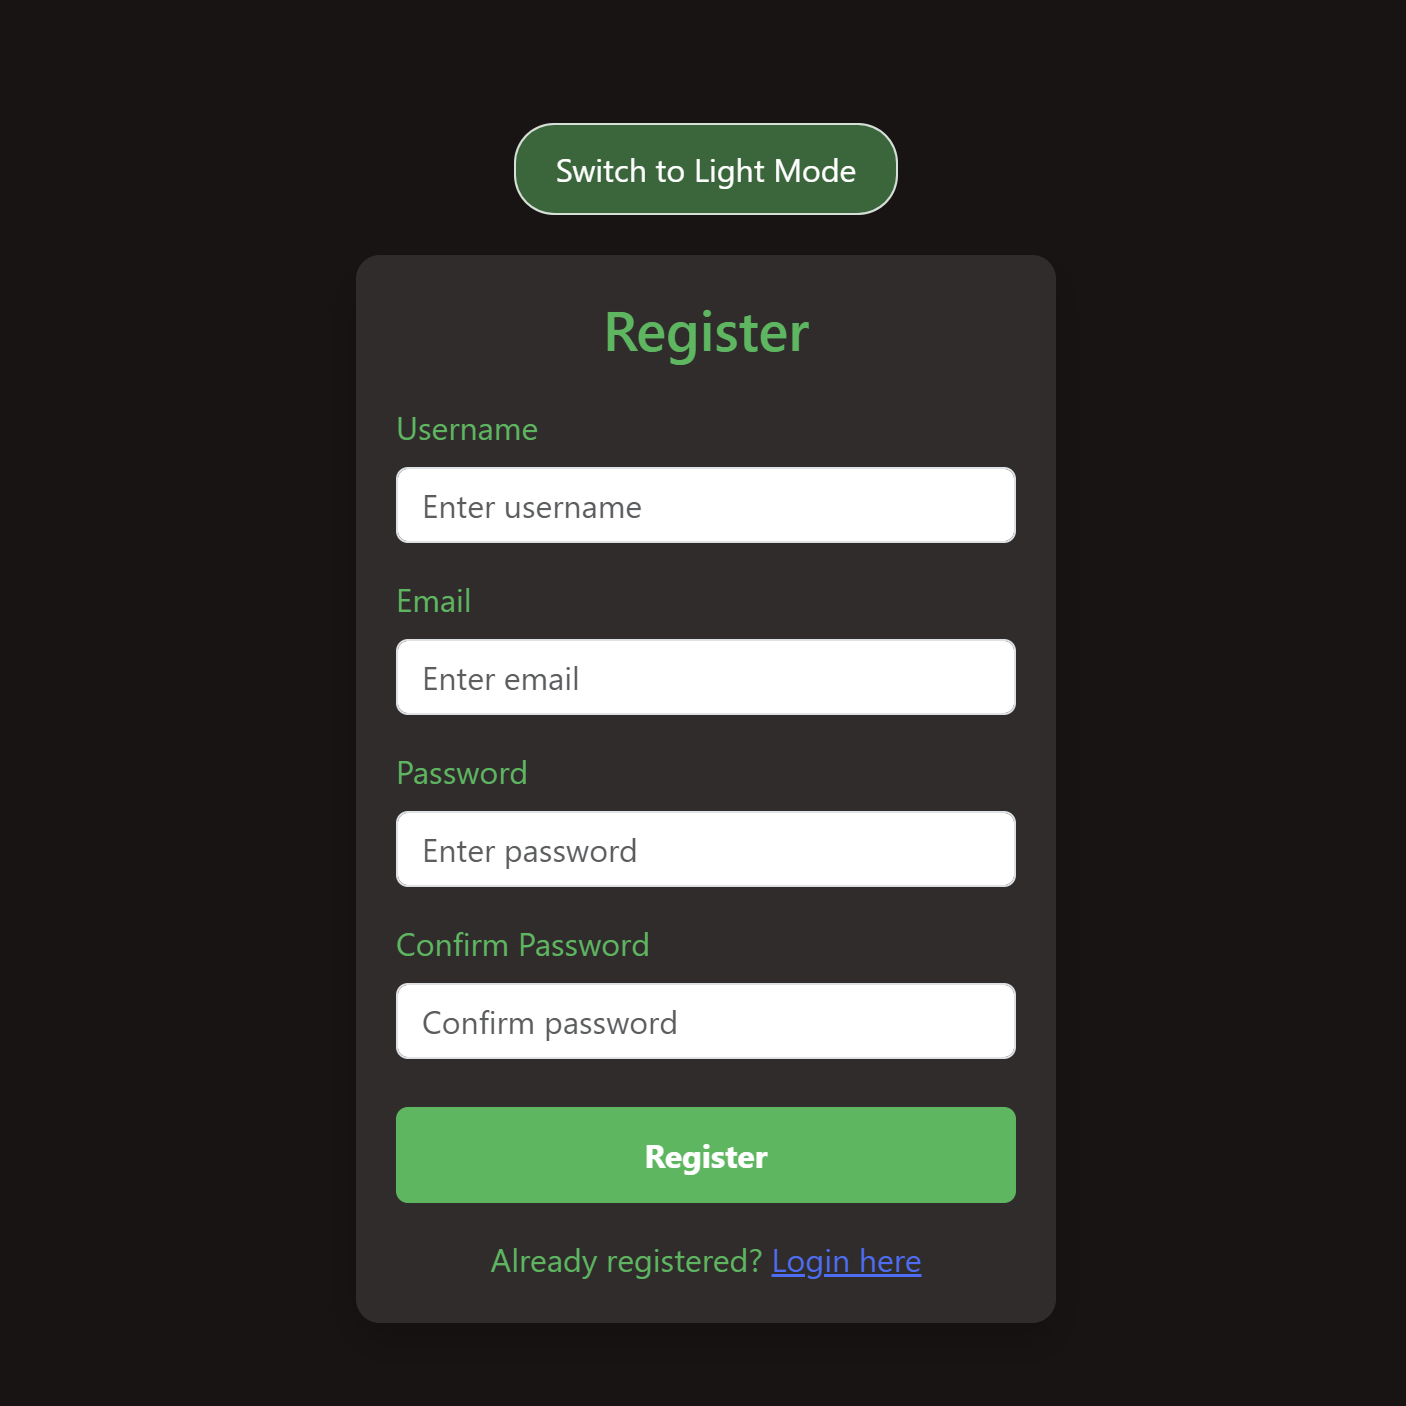 Switch to Light Mode
Register
Username
Enter username
Email
Enter email
Password
Enter password
Confirm Password
Confirm password
Register
Already registered? Login here